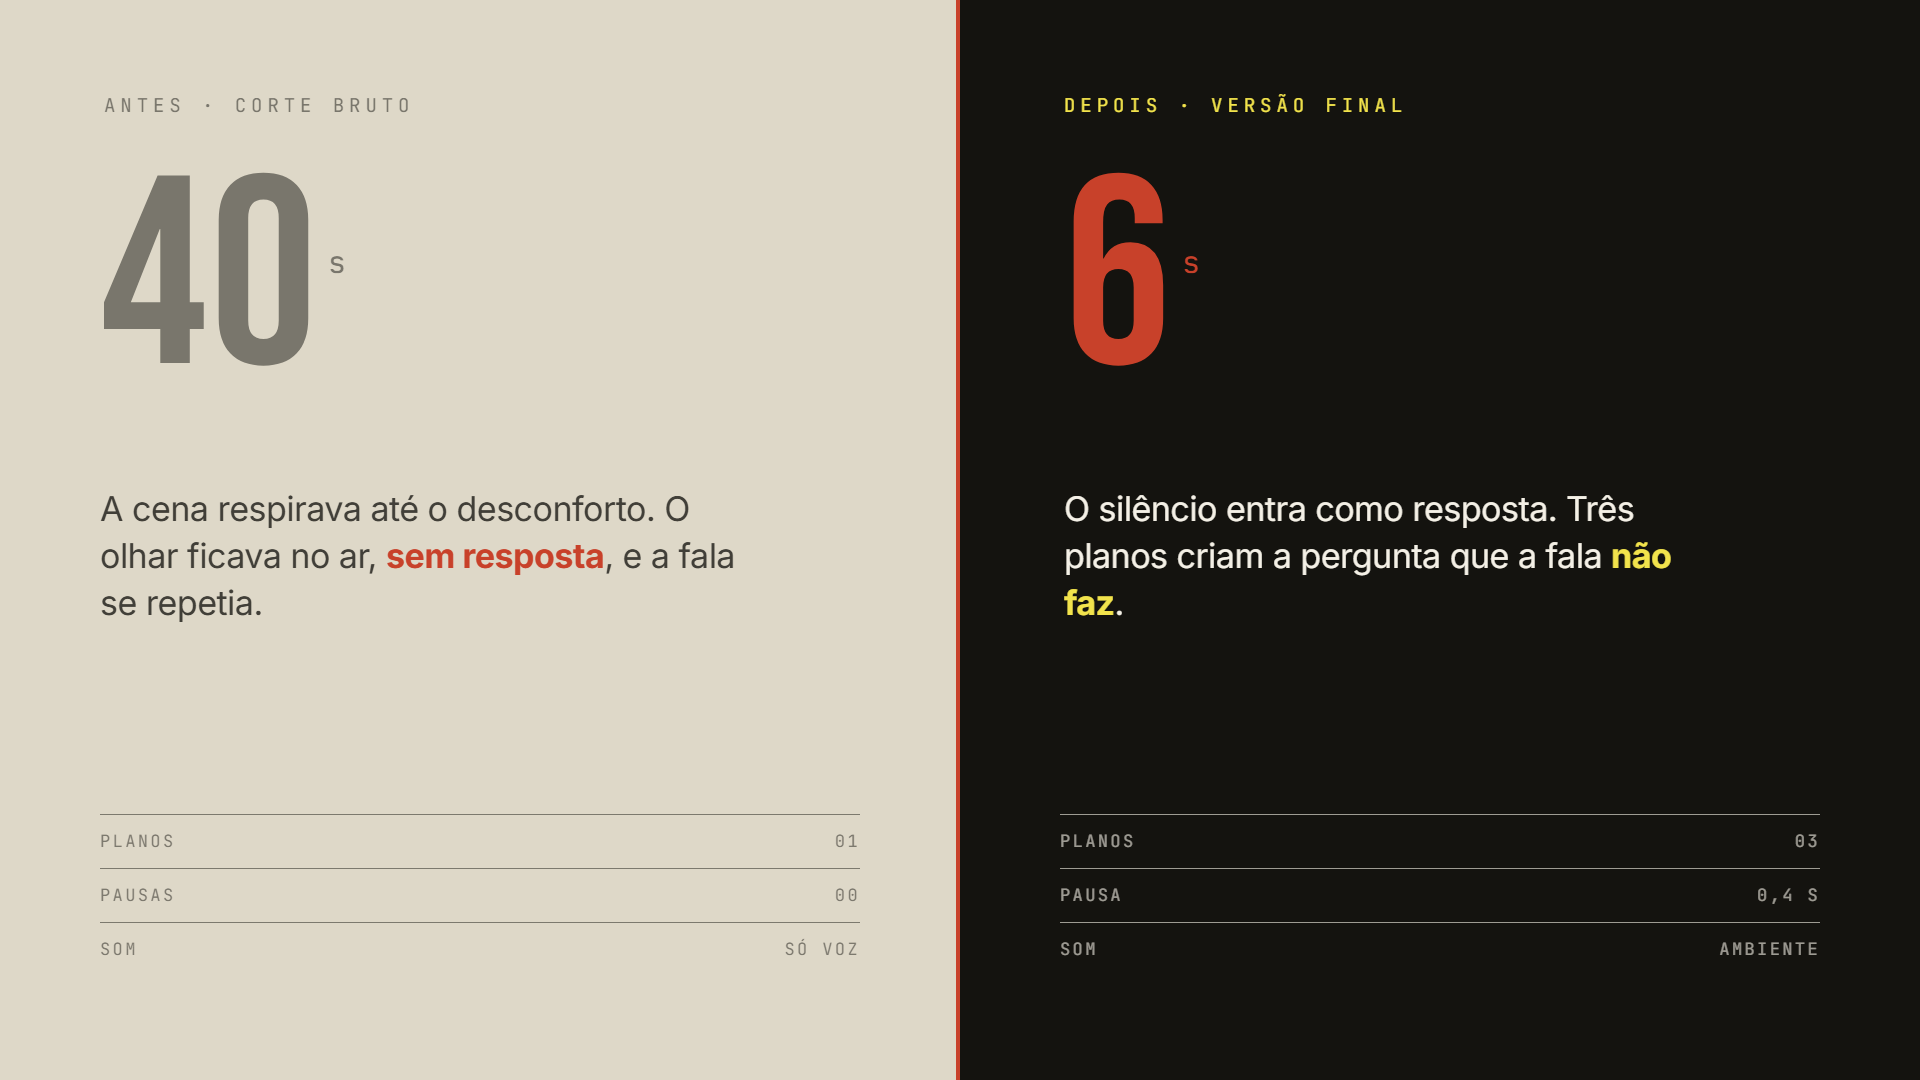 ANTES · CORTE BRUTO
40 s
A cena respirava até o desconforto. O
olhar ficava no ar, sem resposta, e a fala
se repetia.
PLANOS 01
PAUSAS 00
SOM SÓ VOZ
DEPOIS · VERSÃO FINAL
6 s
O silêncio entra como resposta. Três
planos criam a pergunta que a fala não
faz.
PLANOS 03
PAUSA 0,4 S
SOM AMBIENTE